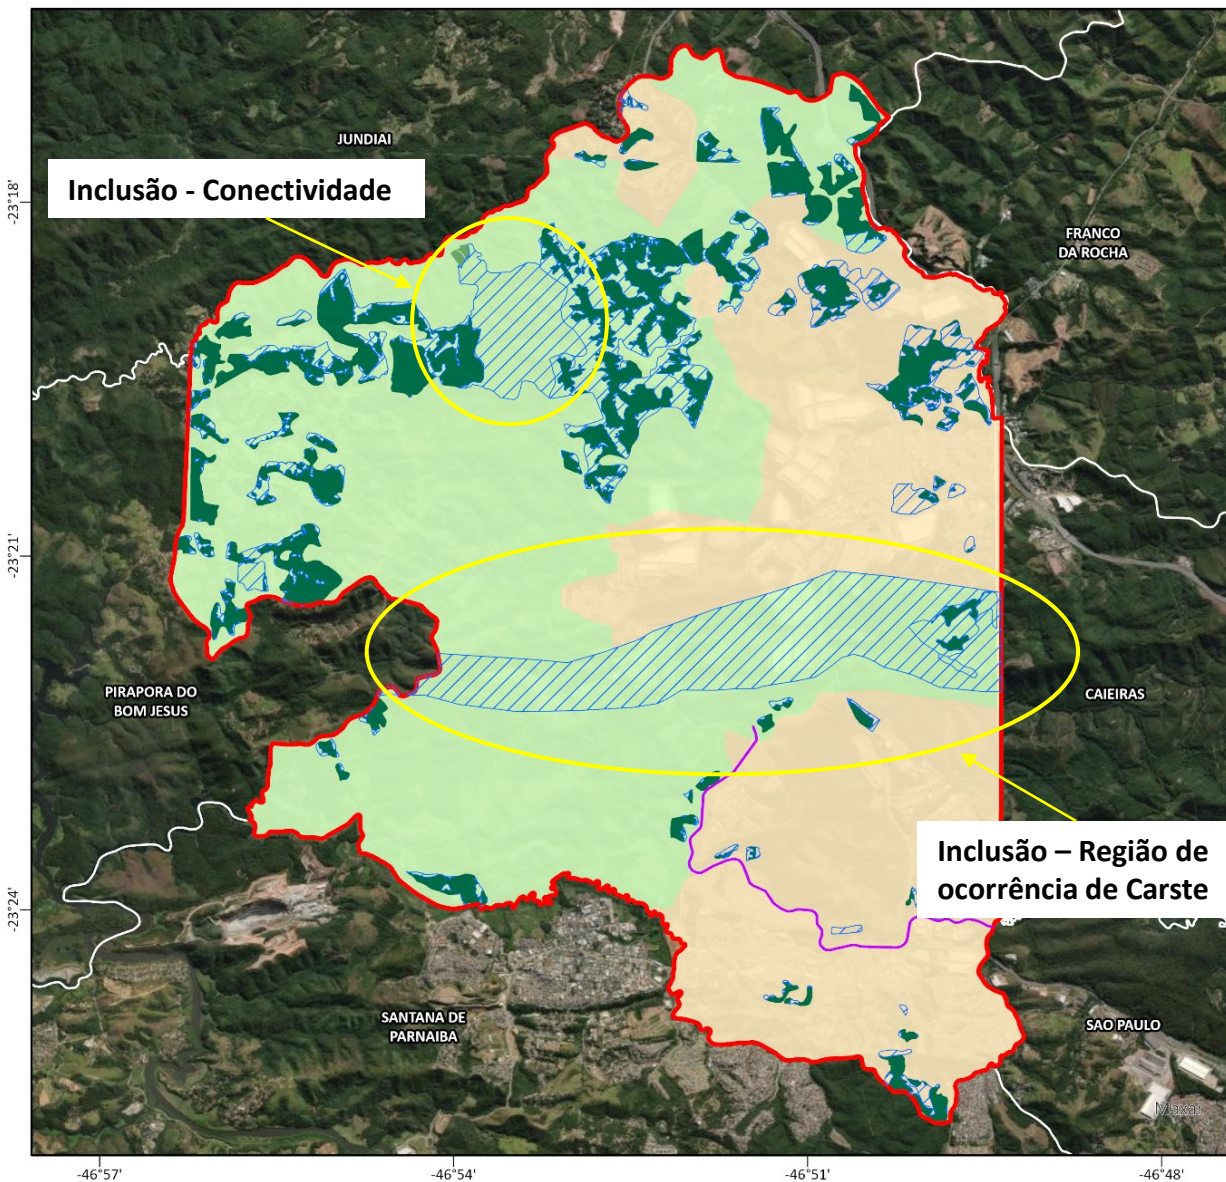 JUNDIAI
Inclusão - Conectividade
-23°18'
FRANCO
DA ROCHA
-23°21'
PIRAPORA DO
BOM JESUS
CAIEIRAS
Inclusão – Região de
ocorrência de Carste
-23°24'
SANTANA DE
PARNAIBA
SAO PAULO
Maxar
-46°57'
-46°54'
-46°51'
-46°48'